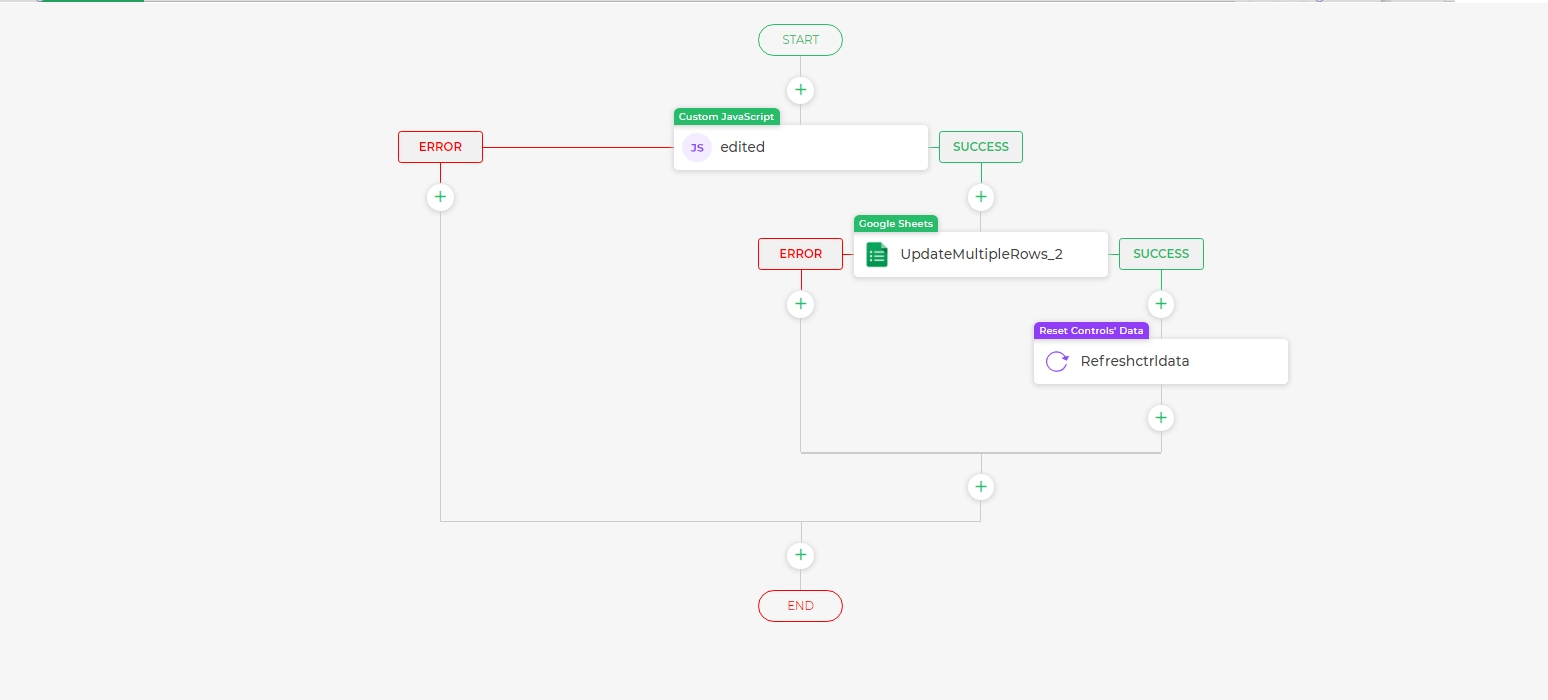 START
Custom JavaScript
ERROR
JS edited
SUCCESS
Google Sheets
ERROR
UpdateMultipleRows_2
SUCCESS
Reset Controls' Data
Refreshctrldata
END